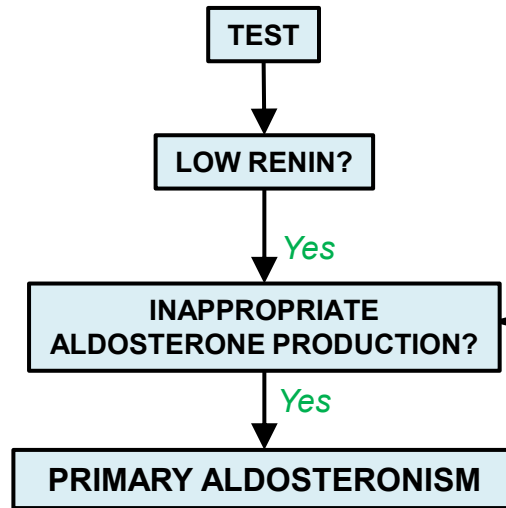 TEST
LOW RENIN?
Yes
INAPPROPRIATE
ALDOSTERONE PRODUCTION?
Yes
PRIMARY ALDOSTERONISM